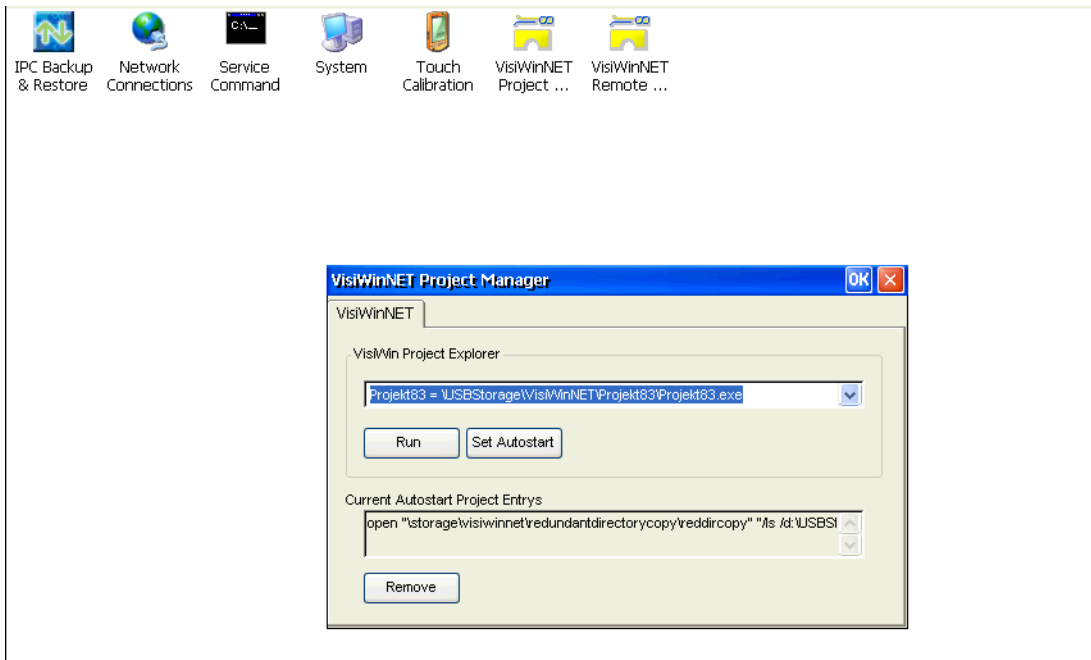 C:\_
IPC Backup
& Restore
Network
Connections
Service
Command
System
Touch
Calibration
VisiWinNET
Project ...
VisiWinNET
Remote ...
VisiWinNET Project Manager
OK
VisiWinNET
VisiWin Project Explorer
Projekt83 = \USBStorage\VisiWinNET\Projekt83\Projekt83.exe
Run
Set Autostart
Current Autostart Project Entrys
open "\storage\visiwinnet\redundantdirectorycopy\reddircopy" "/ls /d:\USBSt
Remove